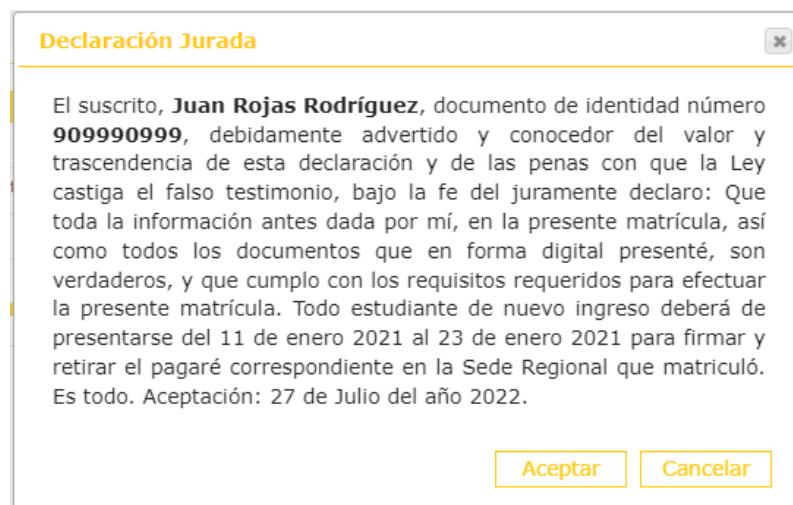 Declaración Jurada
El suscrito, Juan Rojas Rodríguez, documento de identidad número
909990999, debidamente advertido y conocedor del valor y
trascendencia de esta declaración y de las penas con que la Ley
castiga el falso testimonio, bajo la fe del juramente declaro: Que
toda la información antes dada por mí, en la presente matrícula, así
como todos los documentos que en forma digital presenté, son
verdaderos, y que cumplo con los requisitos requeridos para efectuar
la presente matrícula. Todo estudiante de nuevo ingreso deberá de
presentarse del 11 de enero 2021 al 23 de enero 2021 para firmar y
retirar el pagaré correspondiente en la Sede Regional que matriculó.
Es todo. Aceptación: 27 de Julio del año 2022.
Aceptar Cancelar